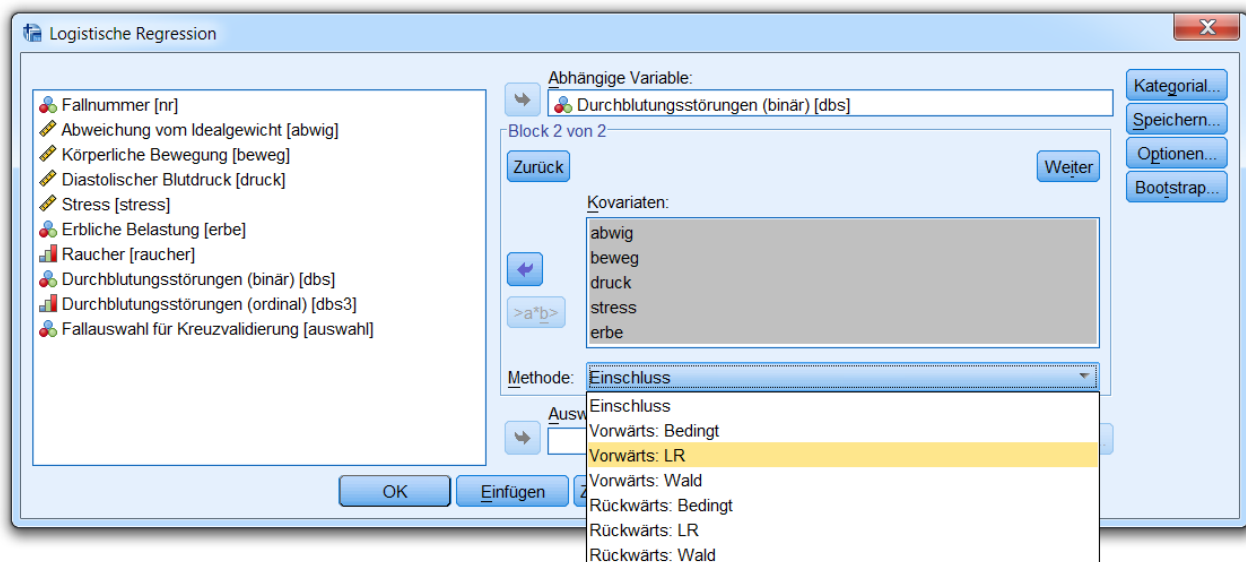 Logistische Regression
Fallnummer [nr]
Abweichung vom Idealgewicht [abwig]
Körperliche Bewegung [beweg]
Diastolischer Blutdruck [druck]
Stress [stress]
Erbliche Belastung [erbe]
Raucher [raucher]
Durchblutungsstörungen (binär) [dbs]
Durchblutungsstörungen (ordinal) [dbs3]
Fallauswahl für Kreuzvalidierung [auswahl]
Abhängige Variable:
Durchblutungsstörungen (binär) [dbs]
Block 2 von 2
Zurück
Weiter
Kovariaten:
abwig
beweg
druck
stress
erbe
>a*b>
Methode: Einschluss
Einschluss
Vorwärts: Bedingt
Vorwärts: LR
Vorwärts: Wald
Rückwärts: Bedingt
Rückwärts: LR
Rückwärts: Wald
Kategorial...
Speichern...
Optionen...
Bootstrap...
OK
Einfügen